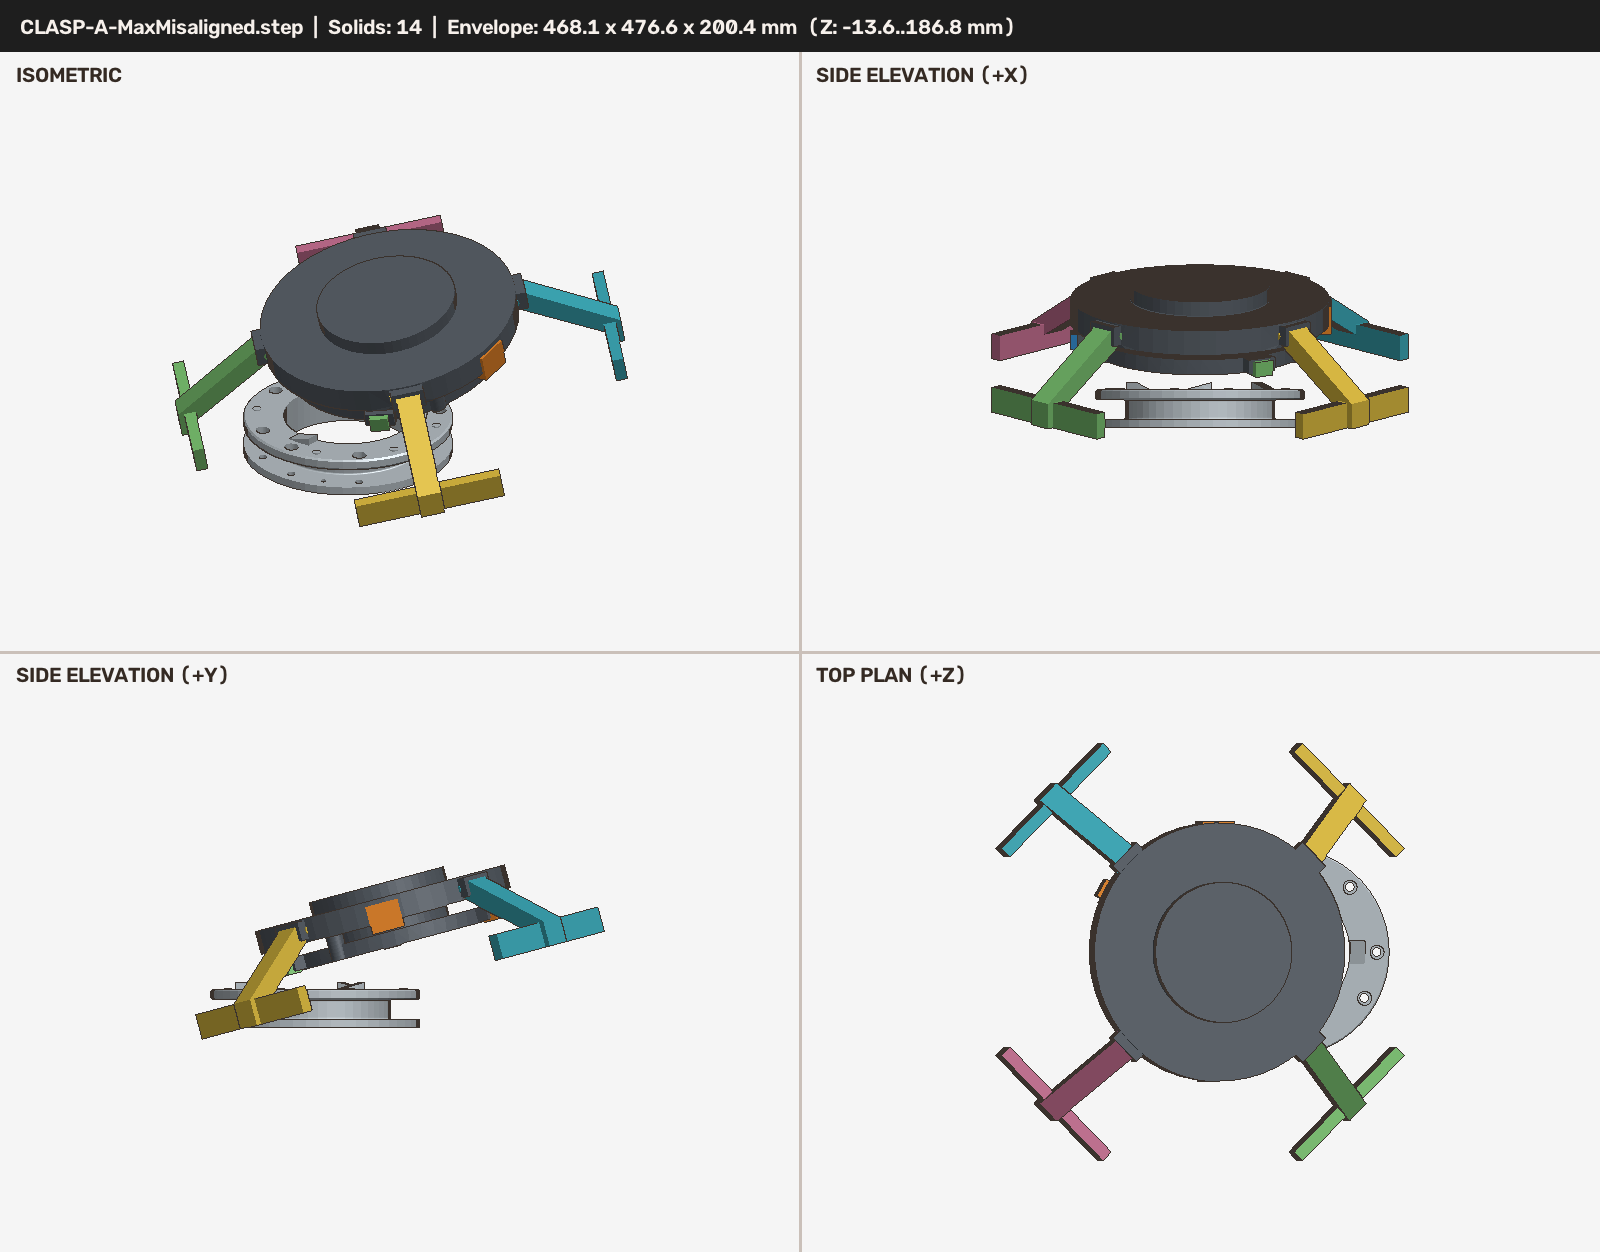 CLASP-A-MaxMisaligned.step | Solids: 14 | Envelope: 468.1 x 476.6 x 200.4 mm (Z: -13.6..186.8 mm)
ISOMETRIC
SIDE ELEVATION (+X)
SIDE ELEVATION (+Y)
TOP PLAN (+Z)